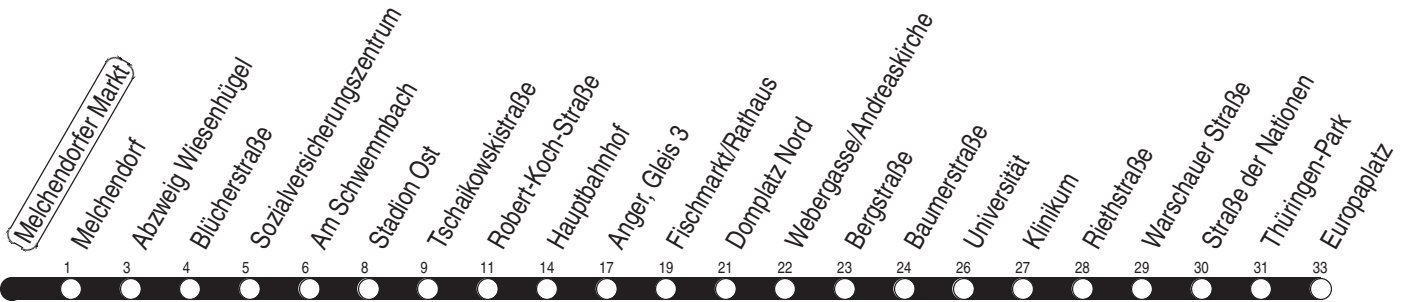 Melchendorfer Markt
Melchendorf
Abzweig Wiesenhügel
Blücherstraße
Sozialversicherungszentrum
Am Schwemmbach
Stadion Ost
Tschaikowskistraße
Robert-Koch-Straße
Hauptbahnhof
Anger, Gleis 3
Fischmarkt/Rathaus
Domplatz Nord
Webergasse/Andreaskirche
Bergstraße
Baumerstraße
Universität
Klinikum
Riethstraße
Warschauer Straße
Straße der Nationen
Thüringen-Park
Europaplatz
1 3 4 5 6 8 9 11 14 17 19 21 22 23 24 26 27 28 29 30 31 33